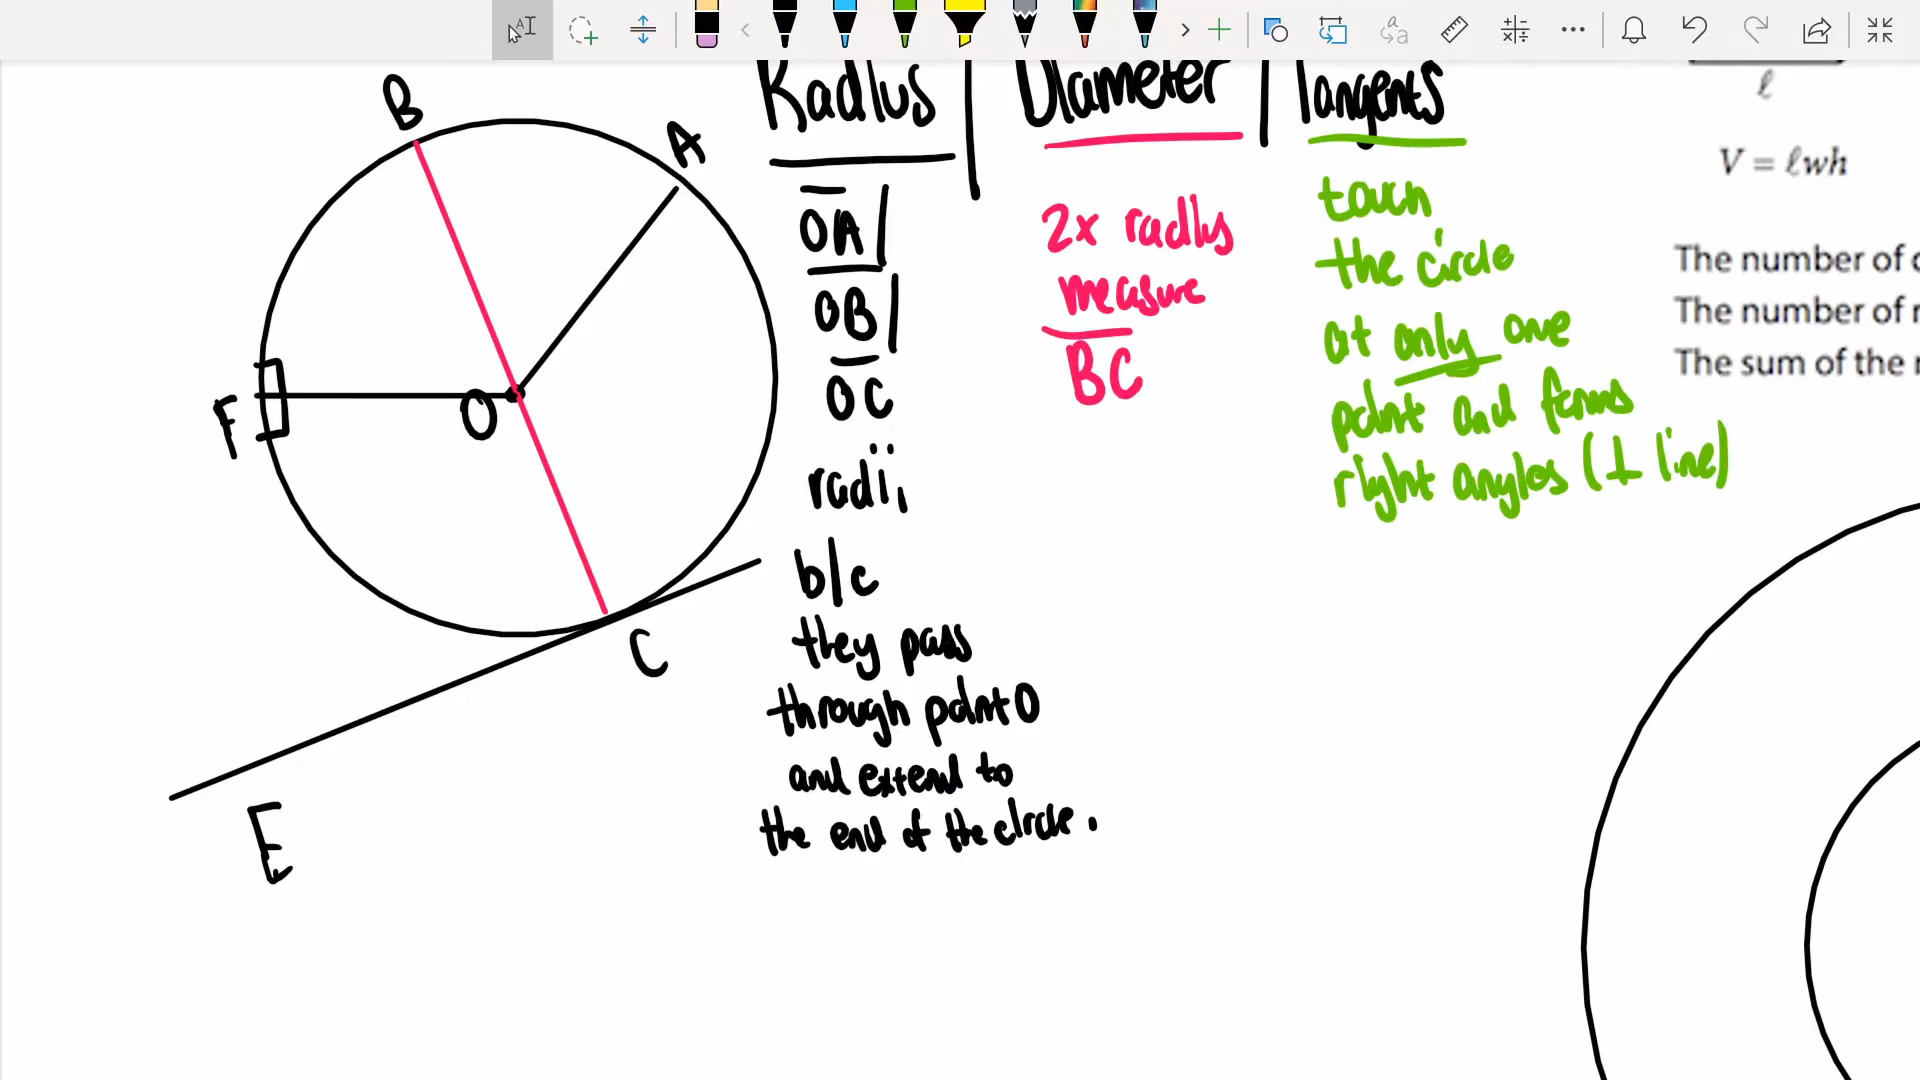 Radius | Diameter | Tangents
B
A
F
O
C
E
OA|
OB|
OC
radii,
b/c
they pass
through point O
and extend to
the end of the circle.
2x radius
measure
BC
touch
the circle
at only one
point and forms
right angles (⊥ line)
ℓ
V = ℓwh
The number of
The number of
The sum of the